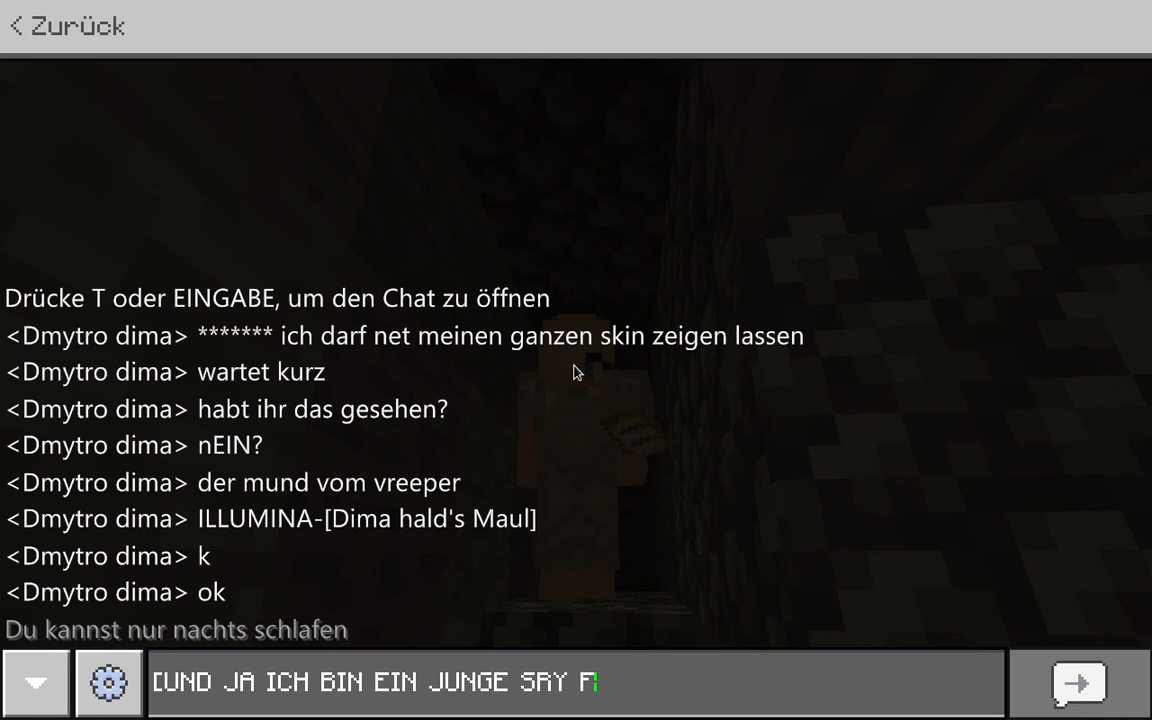 < Zurück
Drücke T oder EINGABE, um den Chat zu öffnen
<Dmytro dima> ******* ich darf net meinen ganzen skin zeigen lassen
<Dmytro dima> wartet kurz
<Dmytro dima> habt ihr das gesehen?
<Dmytro dima> nEIN?
<Dmytro dima> der mund vom vreeper
<Dmytro dima> ILLUMINA-[Dima hald's Maul]
<Dmytro dima> k
<Dmytro dima> ok
Du kannst nur nachts schlafen
[UND JA ICH BIN EIN JUNGE SRY F